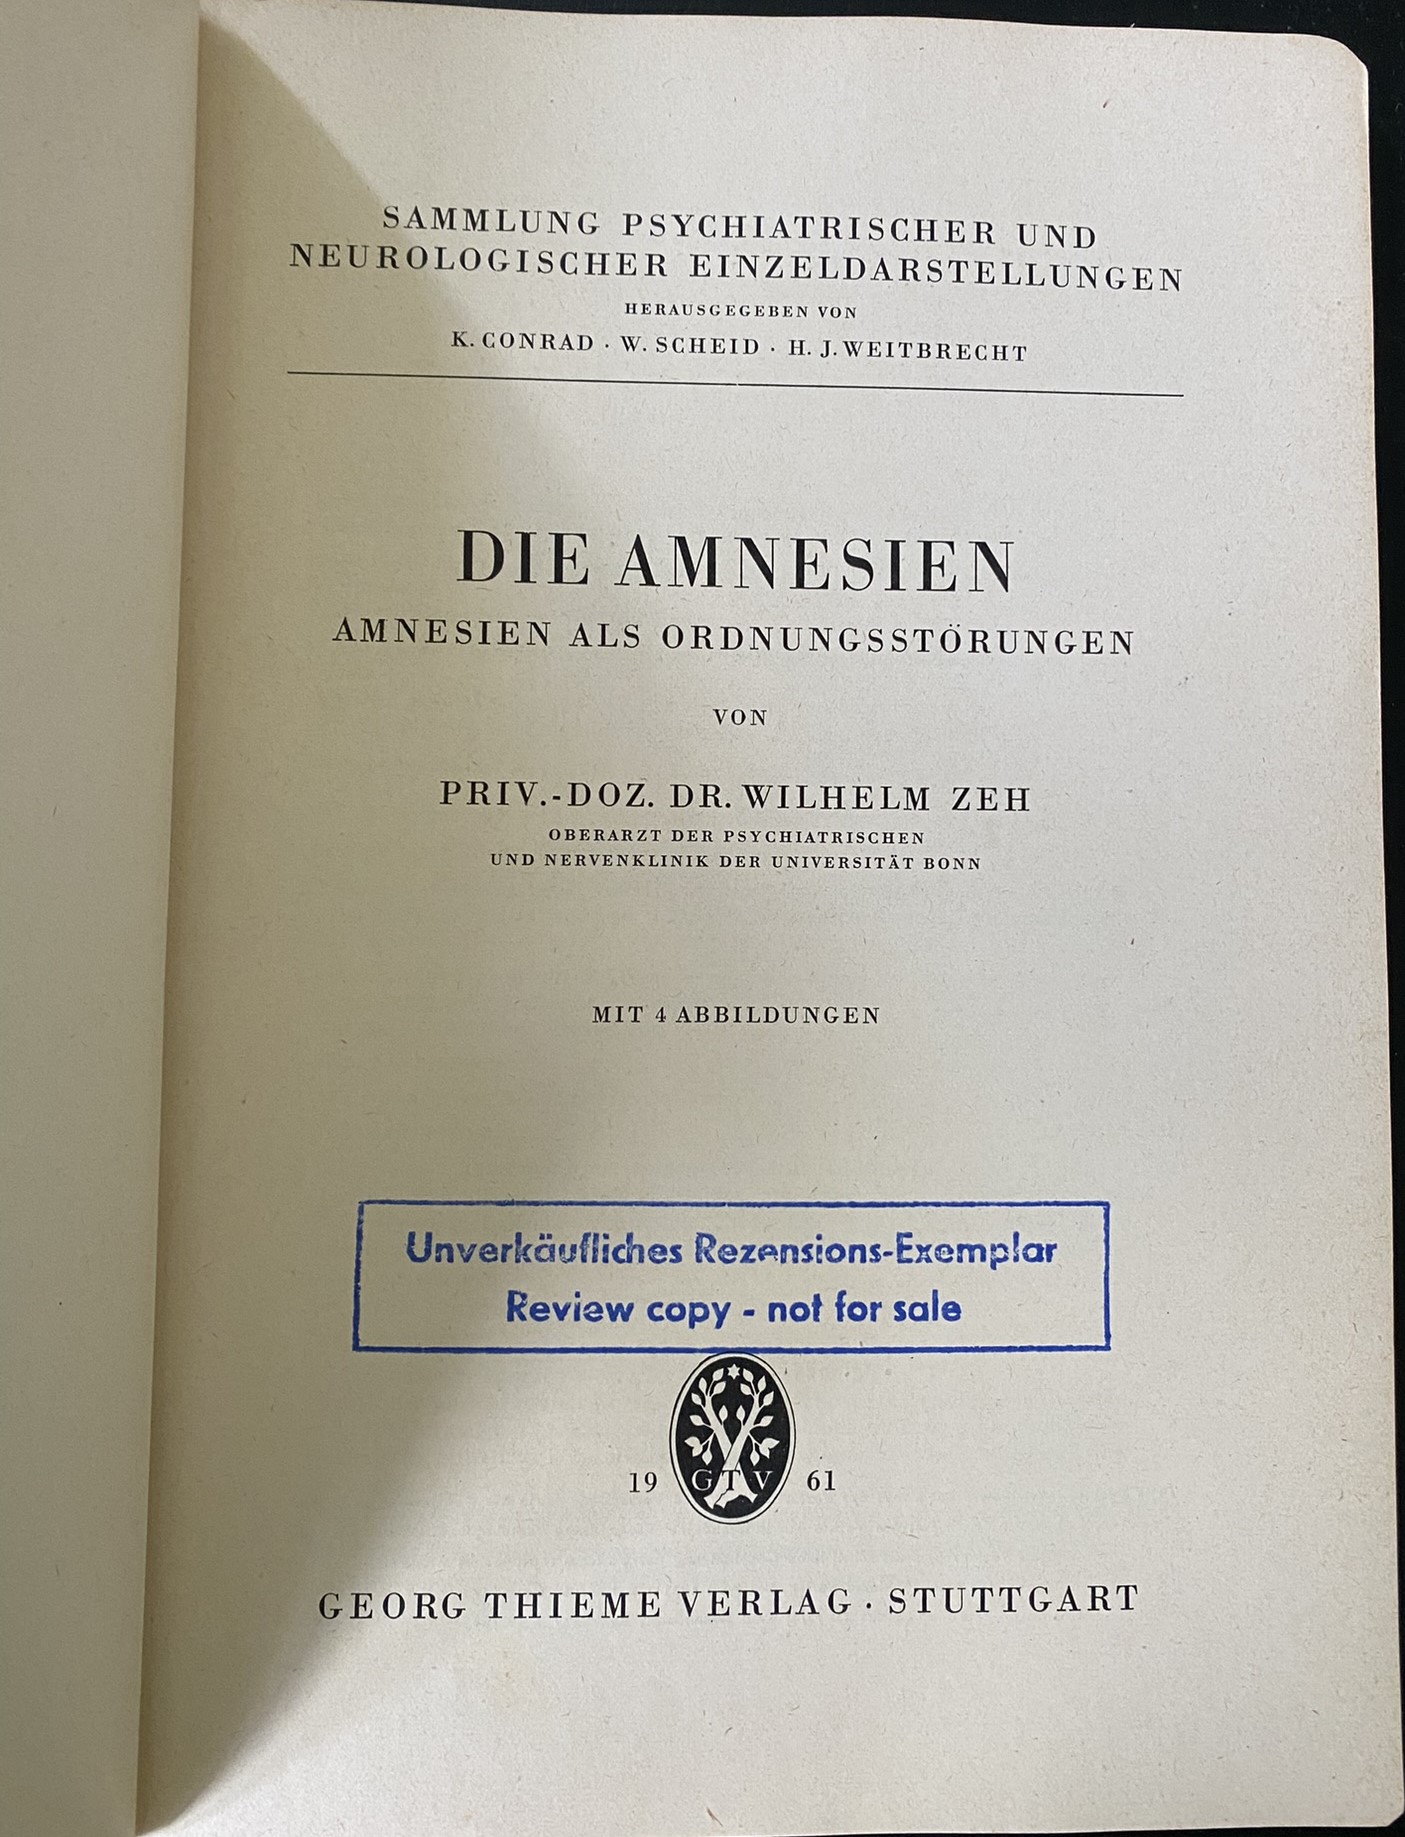 SAMMLUNG PSYCHIATRISCHER UND
NEUROLOGISCHER EINZELDARSTELLUNGEN
HERAUSGEGEBEN VON
K. CONRAD · W. SCHEID · H. J. WEITBRECHT
DIE AMNESIEN
AMNESIEN ALS ORDNUNGSSTÖRUNGEN
VON
PRIV.-DOZ. DR. WILHELM ZEH
OBERARZT DER PSYCHIATRISCHEN
UND NERVENKLINIK DER UNIVERSITÄT BONN
MIT 4 ABBILDUNGEN
Unverkäufliches Rezensions-Exemplar
Review copy - not for sale
19 GTV 61
GEORG THIEME VERLAG · STUTTGART